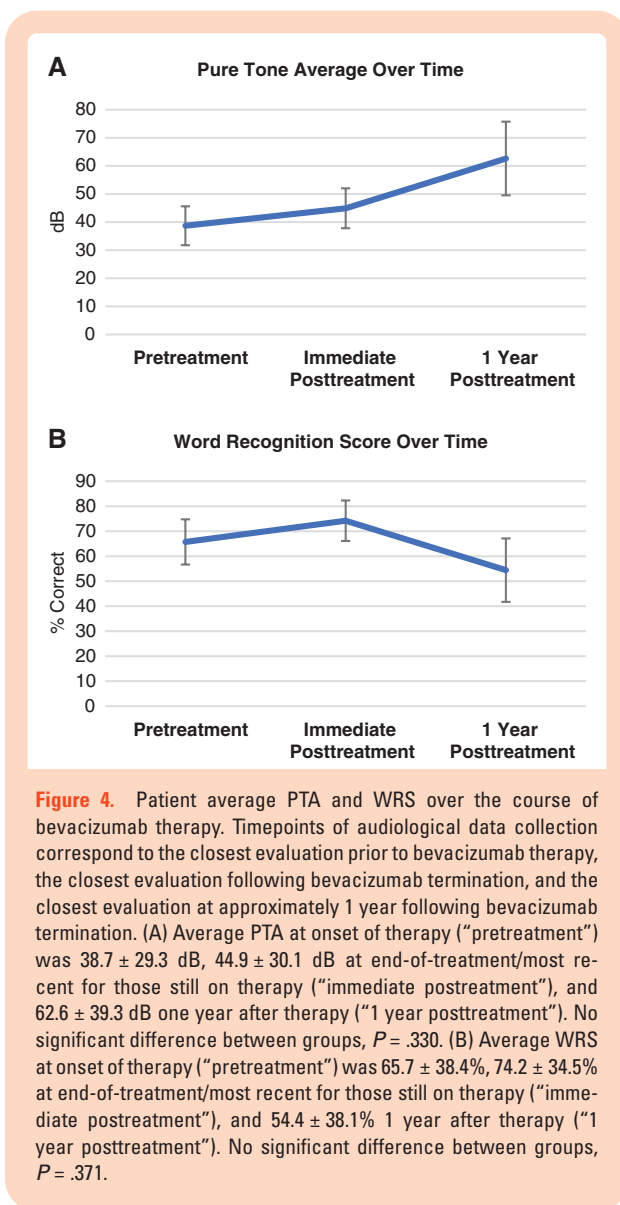 A
Pure Tone Average Over Time
80
70
60
50
40
30
20
10
0
dB
Pretreatment
Immediate
Posttreatment
1 Year
Posttreatment
B
Word Recognition Score Over Time
90
80
70
60
50
40
30
20
10
0
% Correct
Pretreatment
Immediate
Posttreatment
1 Year
Posttreatment
Figure 4. Patient average PTA and WRS over the course of
bevacizumab therapy. Timepoints of audiological data collection
correspond to the closest evaluation prior to bevacizumab therapy,
the closest evaluation following bevacizumab termination, and the
closest evaluation at approximately 1 year following bevacizumab
termination. (A) Average PTA at onset of therapy (“pretreatment”)
was 38.7 ± 29.3 dB, 44.9 ± 30.1 dB at end-of-treatment/most re-
cent for those still on therapy (“immediate postreatment”), and
62.6 ± 39.3 dB one year after therapy (“1 year posttreatment”). No
significant difference between groups, P = .330. (B) Average WRS
at onset of therapy (“pretreatment”) was 65.7 ± 38.4%, 74.2 ± 34.5%
at end-of-treatment/most recent for those still on therapy (“imme-
diate postreatment”), and 54.4 ± 38.1% 1 year after therapy (“1
year posttreatment”). No significant difference between groups,
P = .371.